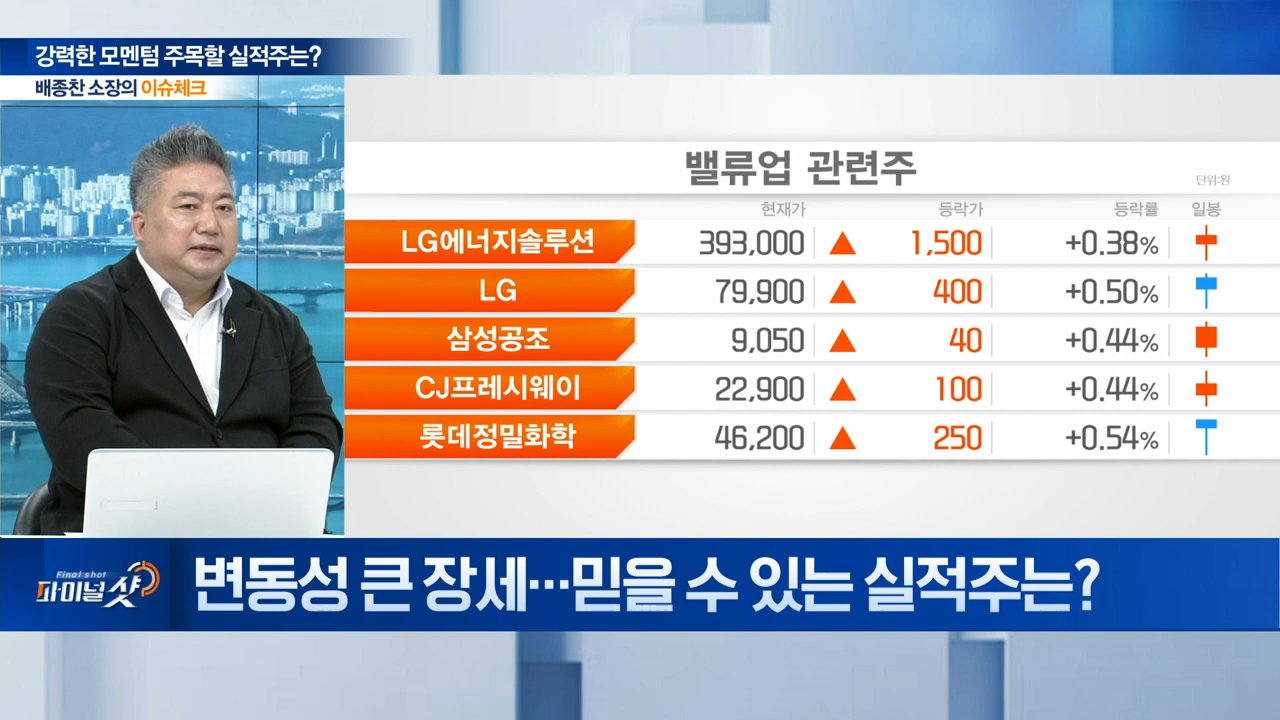 강력한 모멘텀 주목할 실적주는?
배종찬 소장의 이슈체크
밸류업 관련주
단위:원
현재가 등락가 등락률 일봉
LG에너지솔루션 393,000 ▲ 1,500 +0.38%
LG 79,900 ▲ 400 +0.50%
삼성공조 9,050 ▲ 40 +0.44%
CJ프레시웨이 22,900 ▲ 100 +0.44%
롯데정밀화학 46,200 ▲ 250 +0.54%
Final shot
파이널샷
변동성 큰 장세…믿을 수 있는 실적주는?